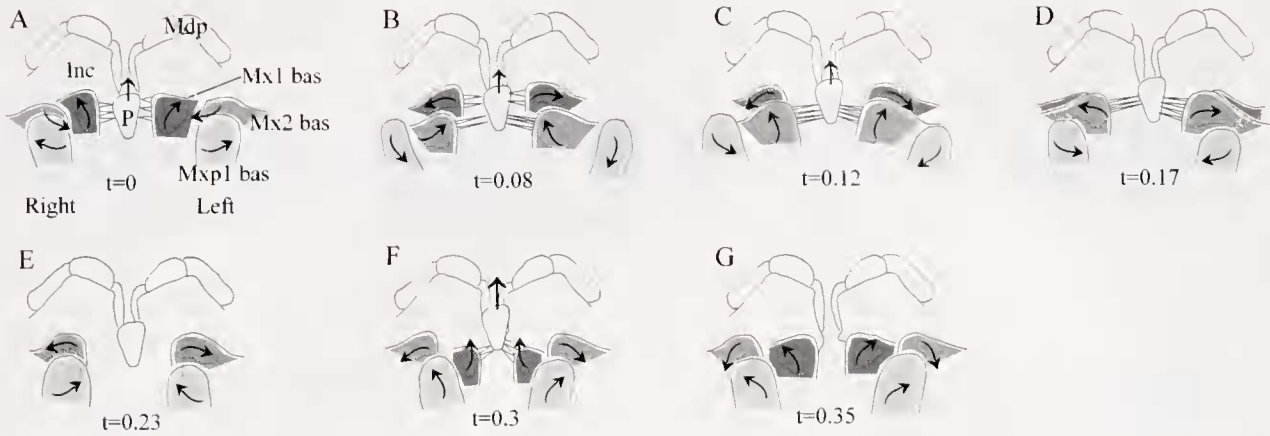 A
Mdp
Inc
Mx1 bas
P
Mx2 bas
Mxp1 bas
t=0
Right
Left
B
t=0.08
C
t=0.12
D
t=0.17
E
t=0.23
F
t=0.3
G
t=0.35